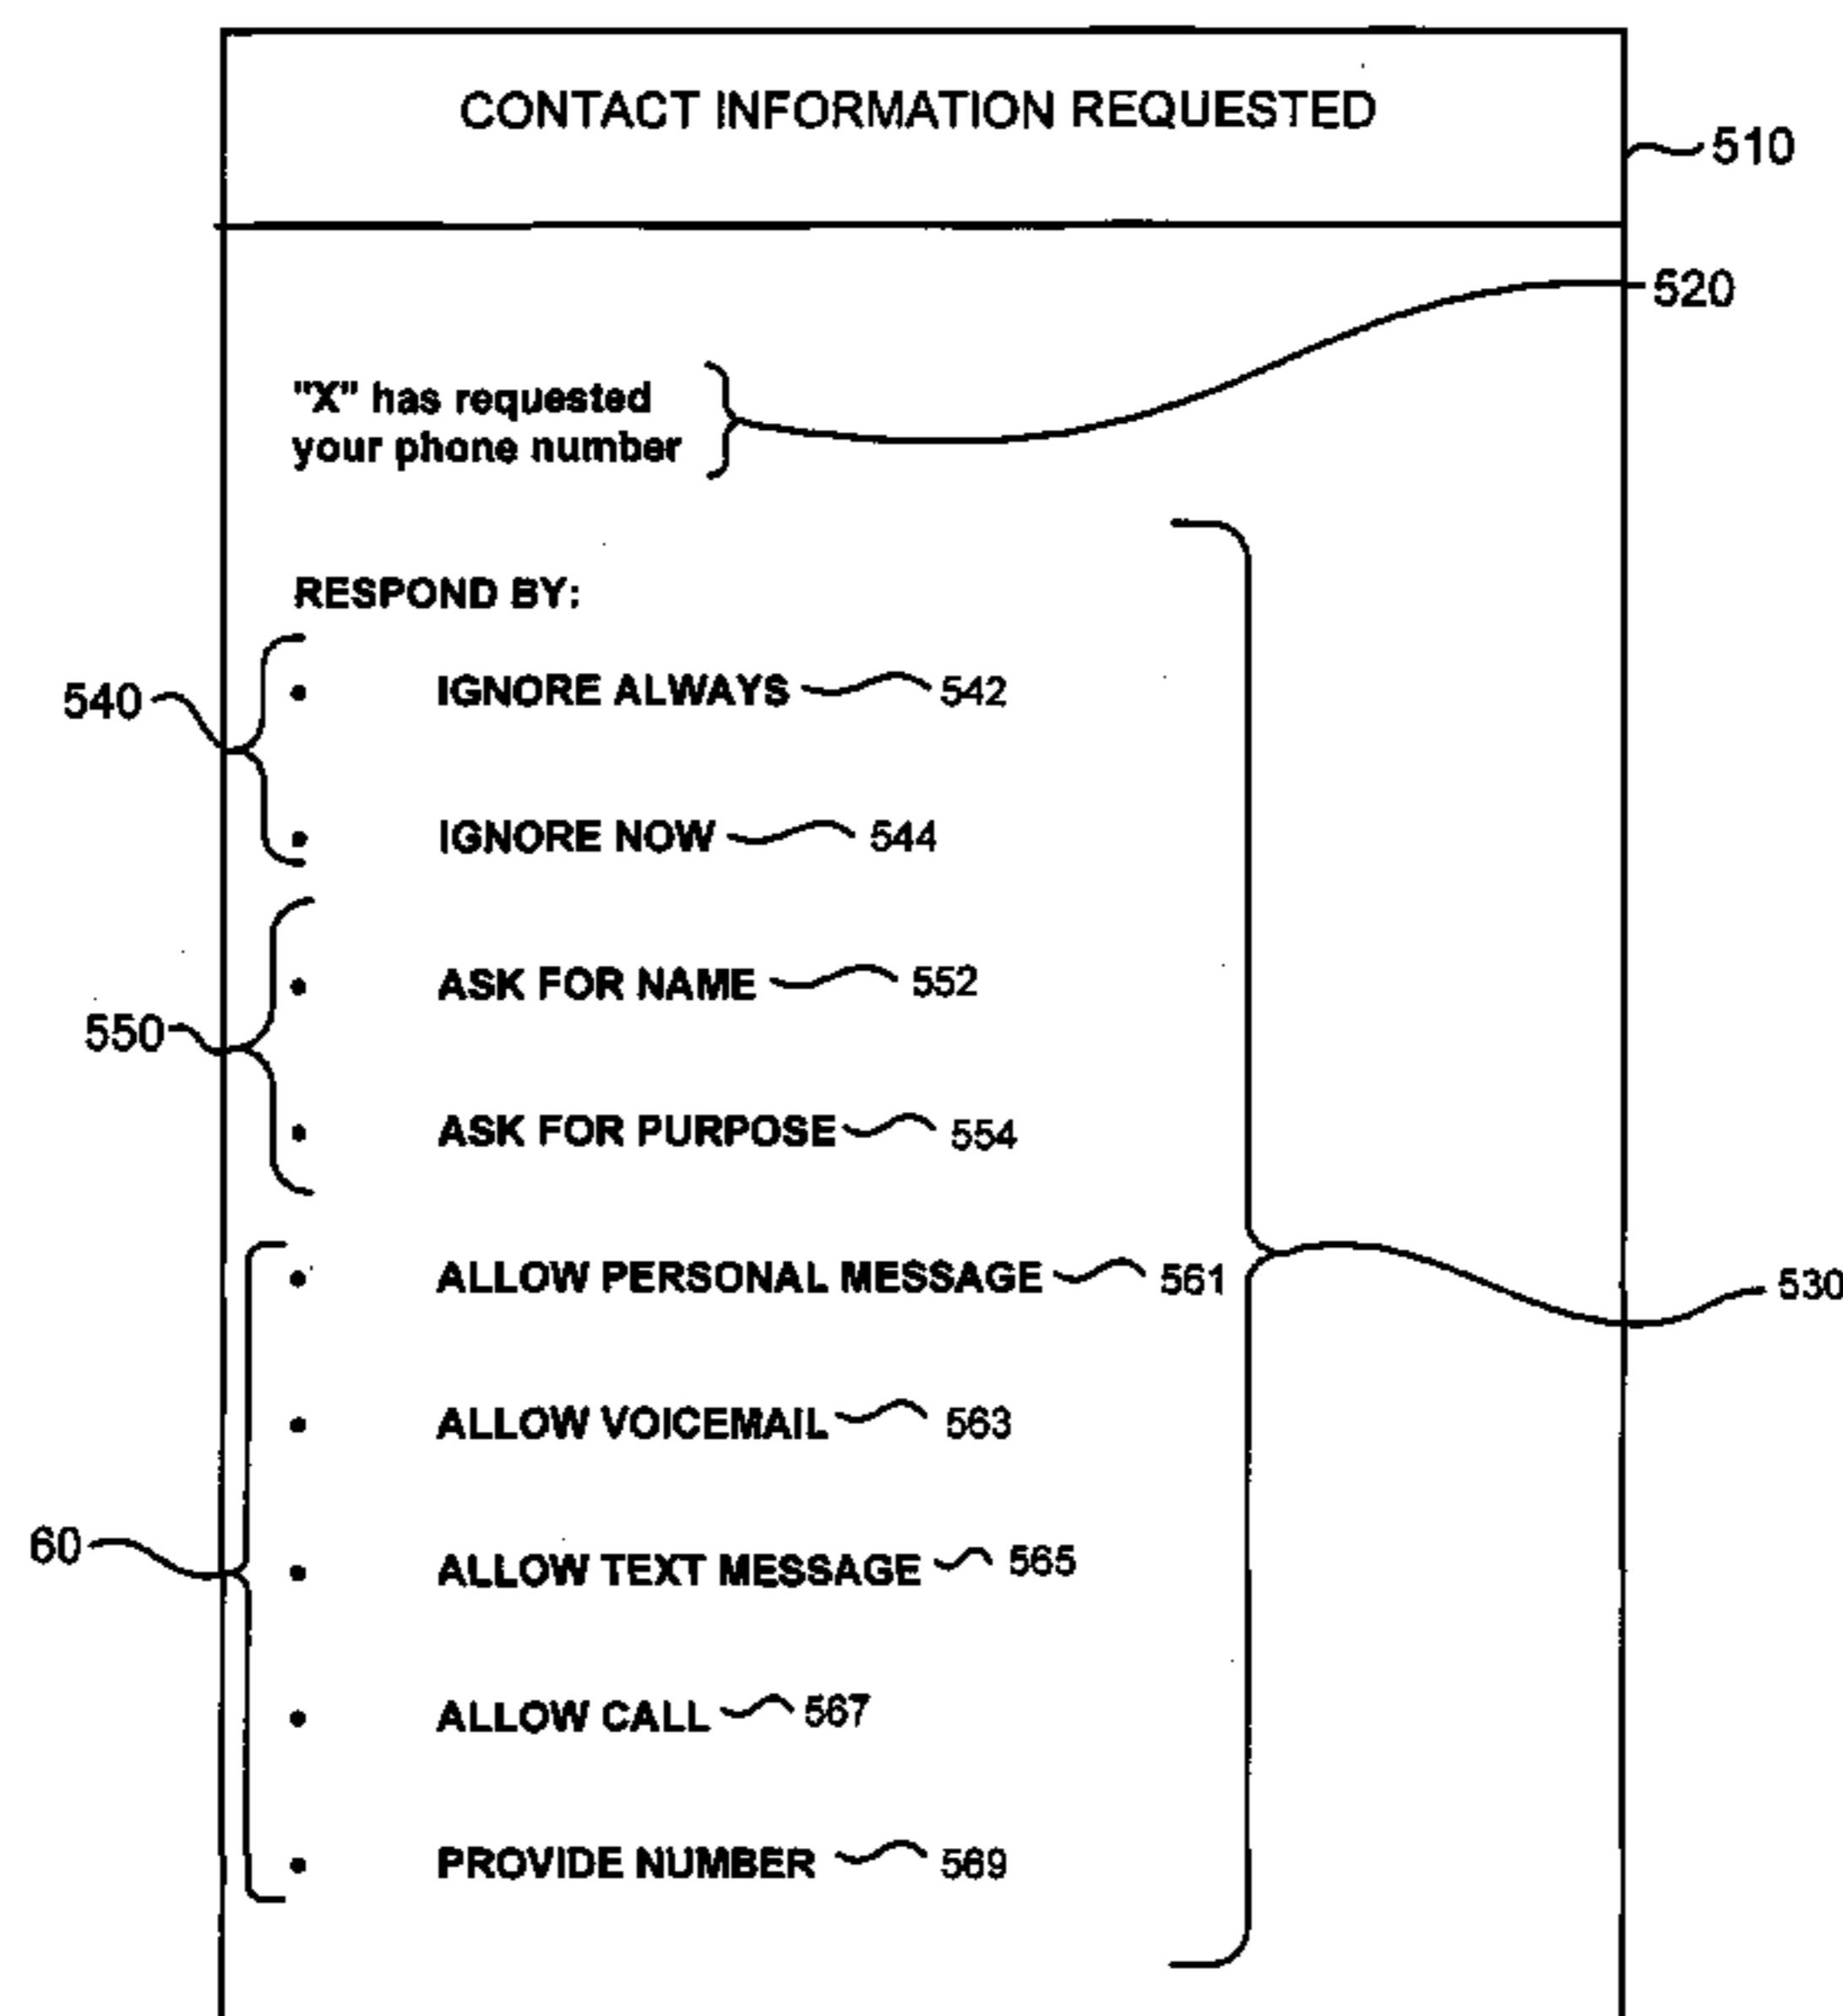 CONTACT INFORMATION REQUESTED
510
520
"X" has requested
your phone number
RESPOND BY:
540
• IGNORE ALWAYS 542
• IGNORE NOW 544
550
• ASK FOR NAME 552
• ASK FOR PURPOSE 554
• ALLOW PERSONAL MESSAGE 561
530
• ALLOW VOICEMAIL 563
60
• ALLOW TEXT MESSAGE 565
• ALLOW CALL 567
• PROVIDE NUMBER 569